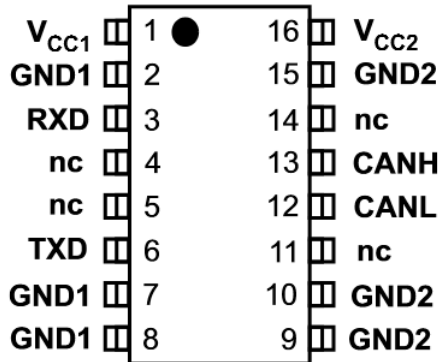 VCC1 1 16 VCC2
GND1 2 15 GND2
RXD 3 14 nc
nc 4 13 CANH
nc 5 12 CANL
TXD 6 11 nc
GND1 7 10 GND2
GND1 8 9 GND2